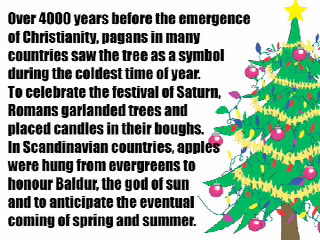 Over 4000 years before the emergence
of Christianity, pagans in many
countries saw the tree as a symbol
during the coldest time of year.
To celebrate the festival of Saturn,
Romans garlanded trees and
placed candles in their boughs.
In Scandinavian countries, apples
were hung from evergreens to
honour Baldur, the god of sun
and to anticipate the eventual
coming of spring and summer.